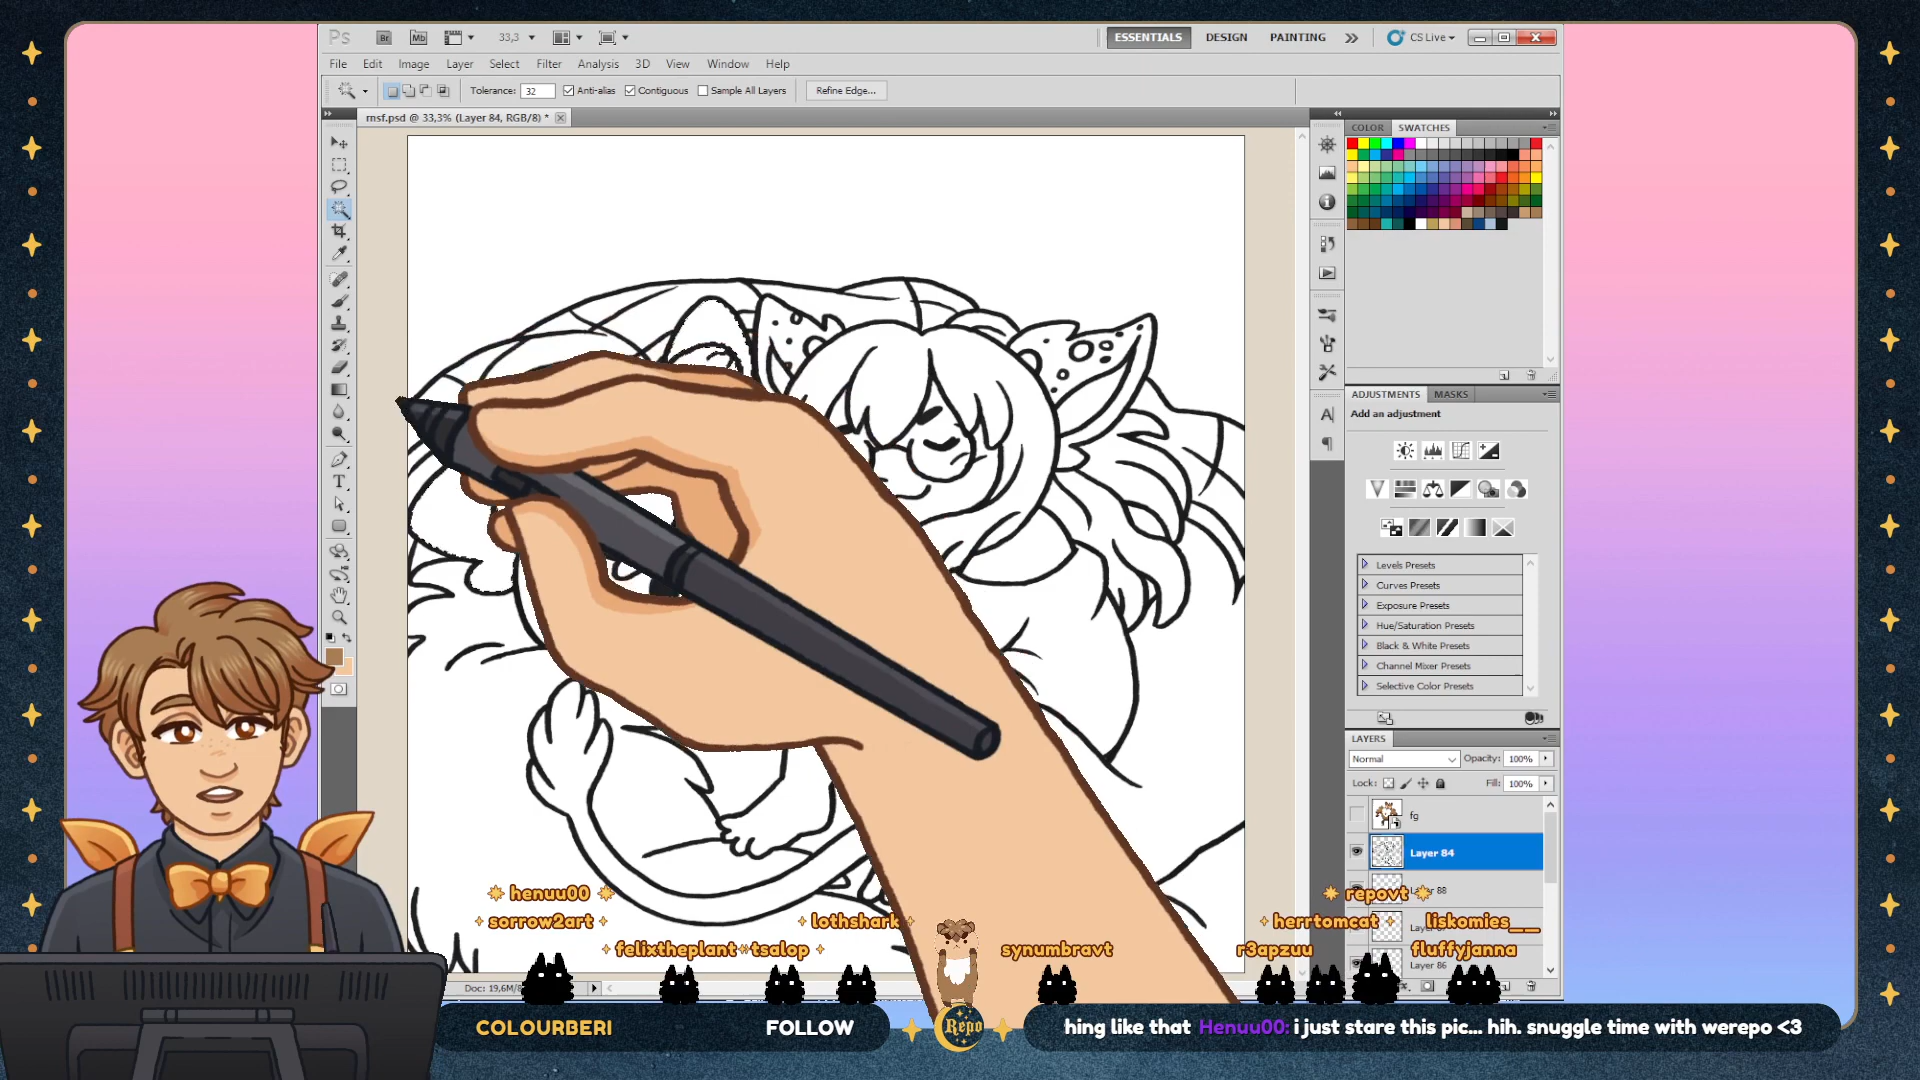 Ps Br Mb 33,3 ESSENTIALS DESIGN PAINTING CS Live
File Edit Image Layer Select Filter Analysis 3D View Window Help
Tolerance: 32 Anti-alias Contiguous Sample All Layers Refine Edge...
rnsf.psd @ 33,3% (Layer 84, RGB/8) *
COLOR SWATCHES
ADJUSTMENTS MASKS
Add an adjustment
Levels Presets
Curves Presets
Exposure Presets
Hue/Saturation Presets
Black & White Presets
Channel Mixer Presets
Selective Color Presets
LAYERS
Normal Opacity: 100%
Lock: Fill: 100%
fg
Layer 84
henuu00 repovt
sorrow2art lothshark herrtomcat liskomies__
felixtheplant tsalop synumbravt r3apzuu fluffyjanna
Layer 86
Doc: 19,6M/
COLOURBERI FOLLOW Repo hing like that Henuu00: i just stare this pic... hih. snuggle time with werepo <3